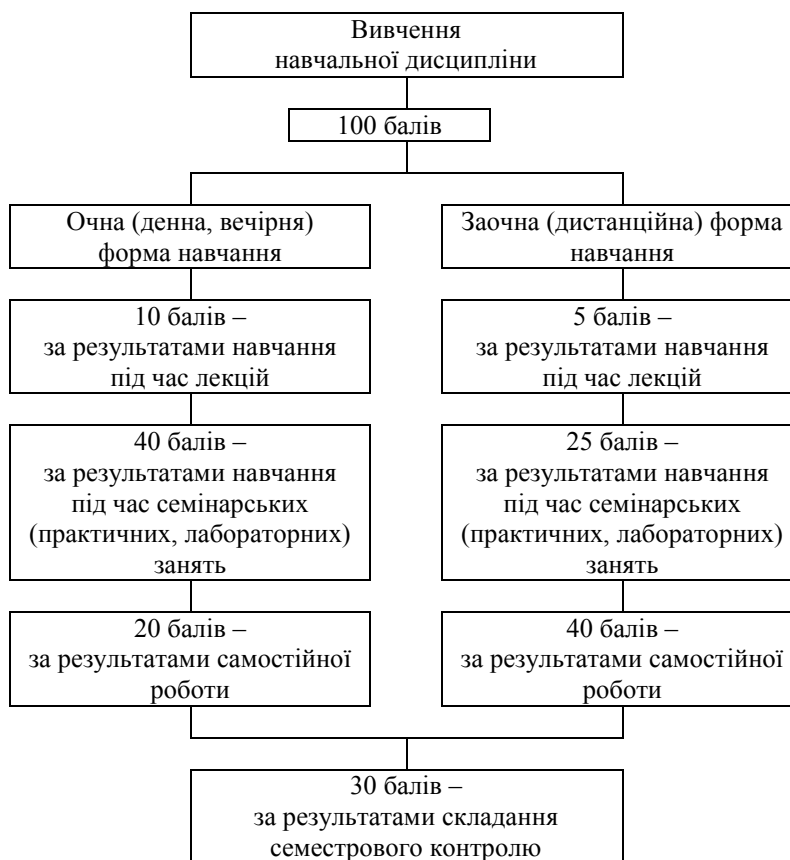 Вивчення
навчальної дисципліни
100 балів
Очна (денна, вечірня)
форма навчання
Заочна (дистанційна) форма
навчання
10 балів –
за результатами навчання
під час лекцій
5 балів –
за результатами навчання
під час лекцій
40 балів –
за результатами навчання
під час семінарських
(практичних, лабораторних)
занять
25 балів –
за результатами навчання
під час семінарських
(практичних, лабораторних)
занять
20 балів –
за результатами самостійної
роботи
40 балів –
за результатами самостійної
роботи
30 балів –
за результатами складання
семестрового контролю